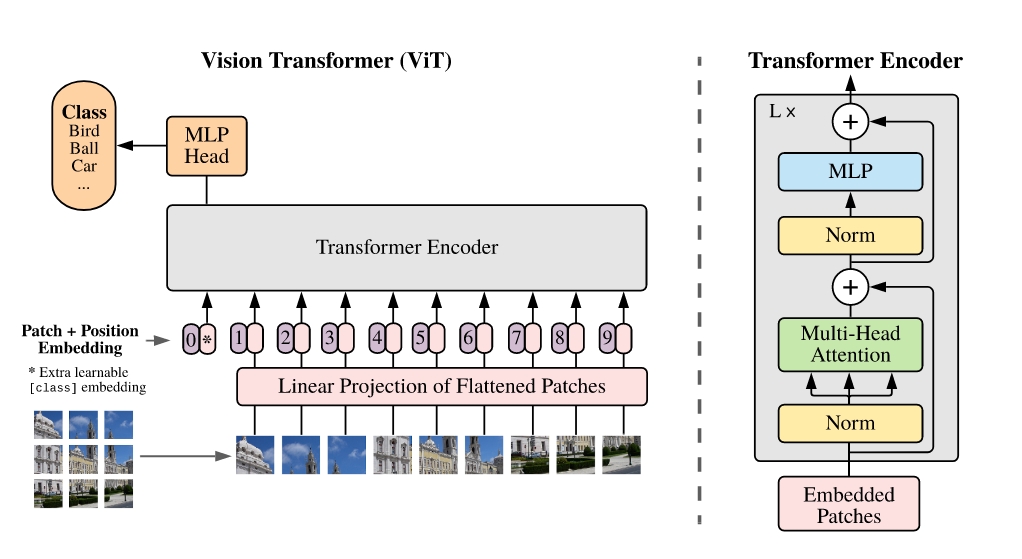 Vision Transformer (ViT)
Class
Bird
Ball
Car
...
MLP
Head
Transformer Encoder
0 * 1 2 3 4 5 6 7 8 9
Patch + Position
Embedding
* Extra learnable
[class] embedding
Linear Projection of Flattened Patches
Transformer Encoder
L ×
+
MLP
Norm
+
Multi-Head
Attention
Norm
Embedded
Patches